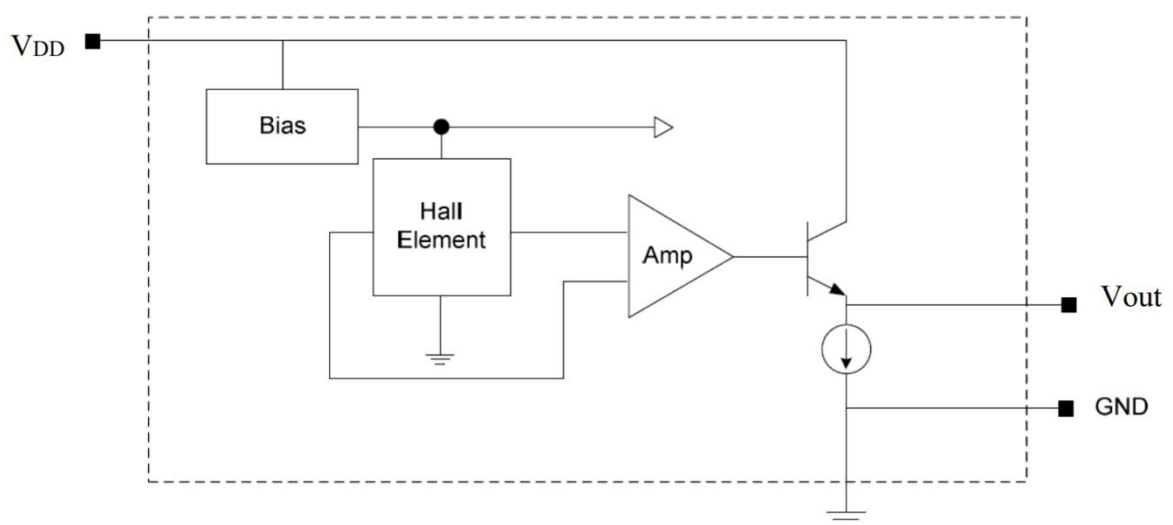 VDD
Bias
Hall
Element
Amp
Vout
GND